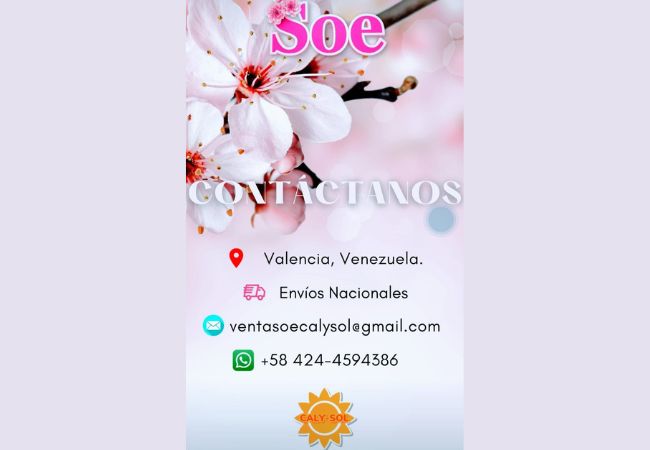 Soe
CONTÁCTANOS
Valencia, Venezuela.
Envíos Nacionales
ventasoecalysol@gmail.com
+58 424-4594386
CALY-SOL